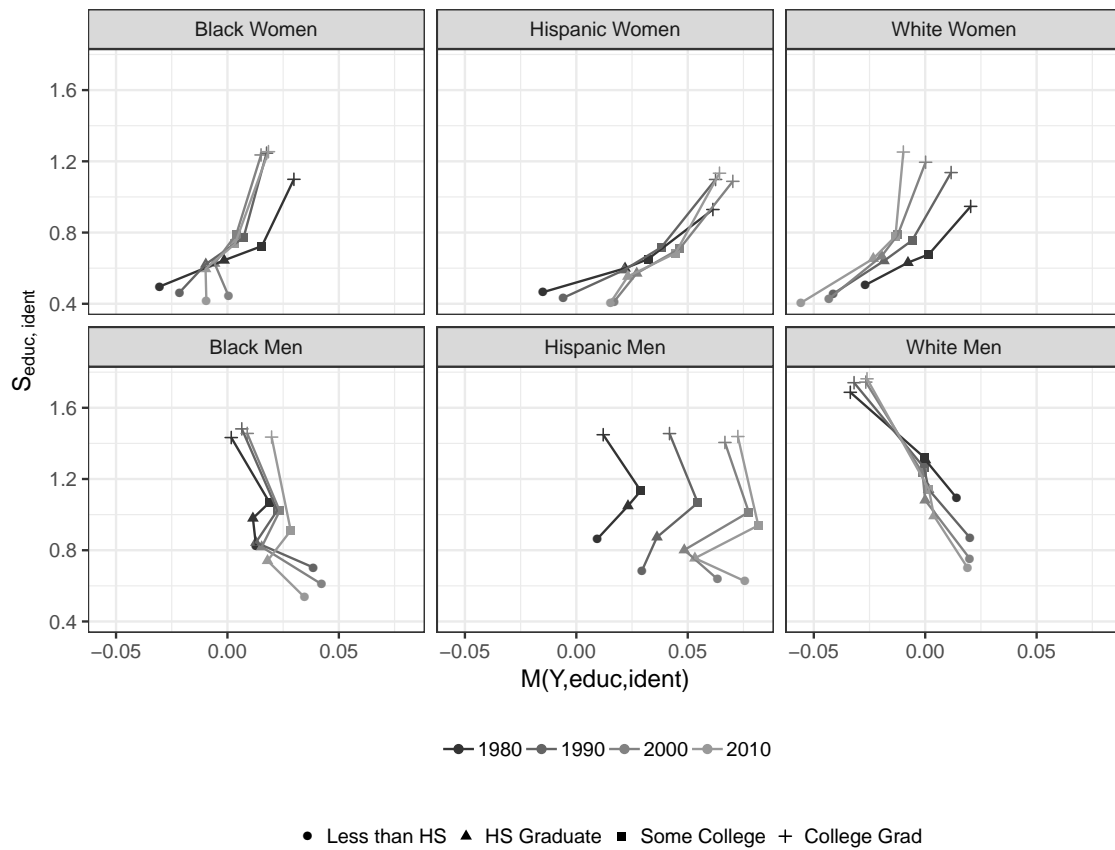 Black Women Hispanic Women White Women
1.6
1.2
0.8
0.4
Black Men Hispanic Men White Men
1.6
1.2
0.8
0.4
S educ, ident
−0.05 0.00 0.05 −0.05 0.00 0.05 −0.05 0.00 0.05
M(Y,educ,ident)
1980 1990 2000 2010
Less than HS HS Graduate Some College College Grad